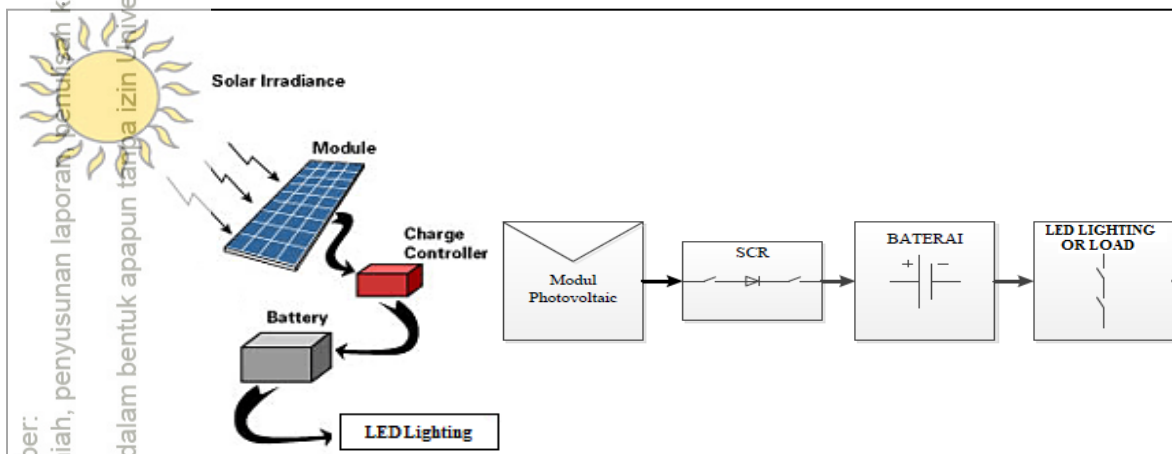 Solar Irradiance
Module
Charge
Controller
Battery
LED Lighting
Modul
Photovoltaic
SCR
BATERAI
+ -
LED LIGHTING
OR LOAD
ber:
iah, penyusunan laporan, penulisan k
dalam bentuk apapun tanpa izin Unive